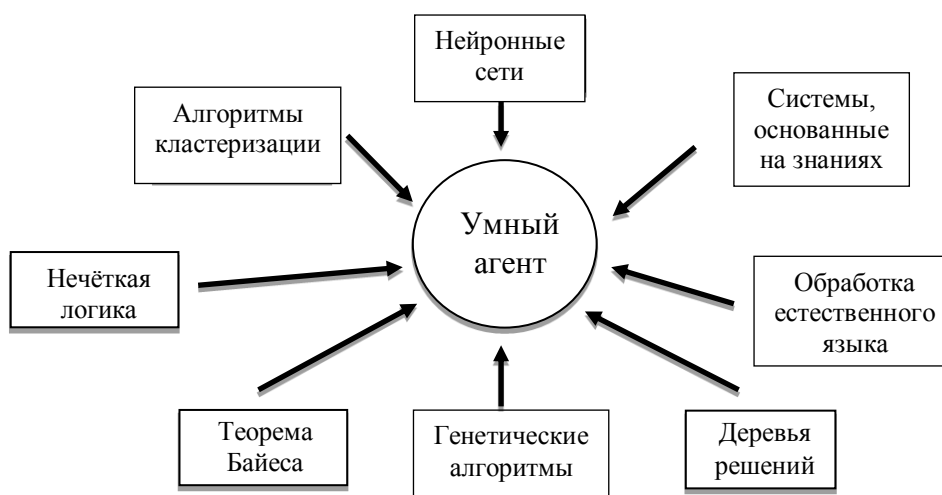 Нейронные
сети
Алгоритмы
кластеризации
Системы,
основанные
на знаниях
Умный
агент
Нечёткая
логика
Обработка
естественного
языка
Теорема
Байеса
Генетические
алгоритмы
Деревья
решений